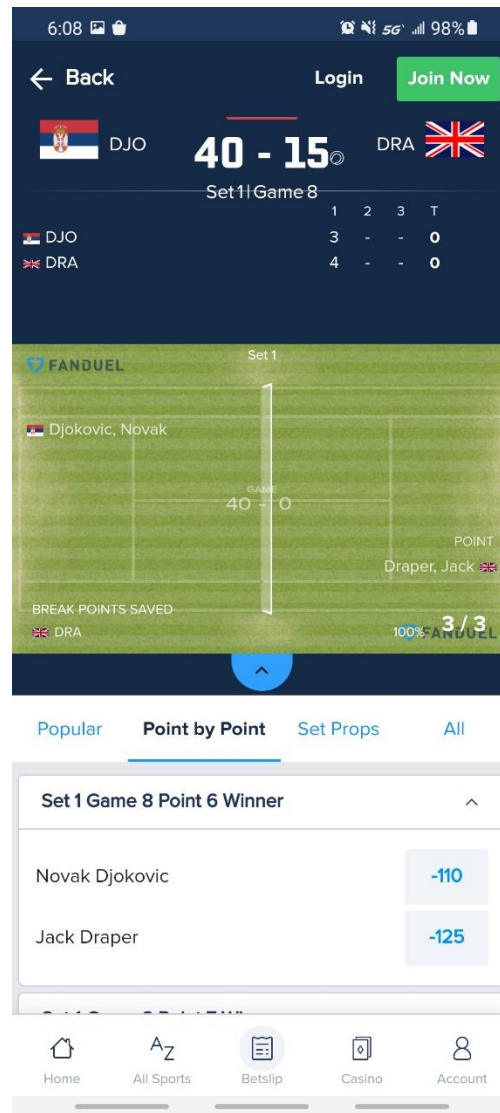 6:08 5G 98%
← Back Login Join Now
DJO 40 - 15 DRA
Set 1 | Game 8
1 2 3 T
DJO 3 - - 0
DRA 4 - - 0
FANDUEL Set 1
Djokovic, Novak
GAME
40 - 0
POINT
Draper, Jack
BREAK POINTS SAVED
DRA 100% 3 / 3
FANDUEL
Popular Point by Point Set Props All
Set 1 Game 8 Point 6 Winner
Novak Djokovic -110
Jack Draper -125
AZ
Home All Sports Betslip Casino Account